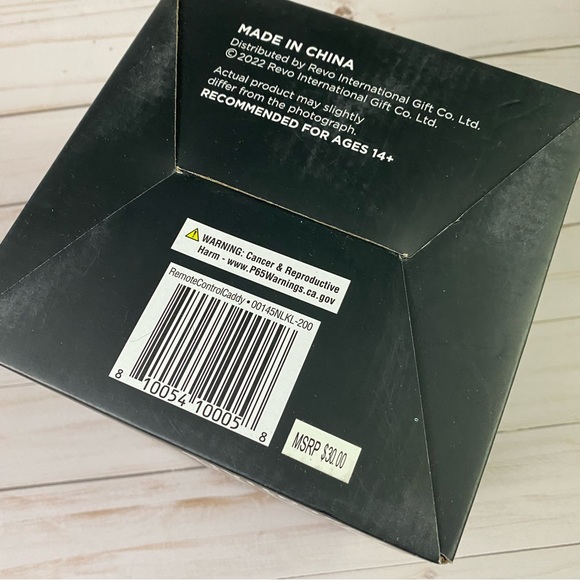 MADE IN CHINA
Distributed by Revo International Gift Co. Ltd.
© 2022 Revo International Gift Co. Ltd.
Actual product may slightly
differ from the photograph.
RECOMMENDED FOR AGES 14+
WARNING: Cancer & Reproductive
Harm - www.P65Warnings.ca.gov
RemoteControlCaddy • 00145NLKL-200
8 10054 10005 8
MSRP $30.00